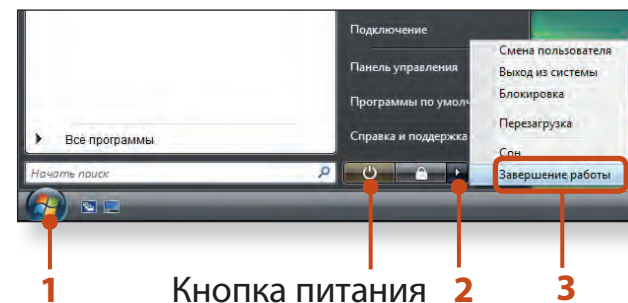 Подключение
Панель управления
Программы по умолч
Справка и поддержка
Все программы
Начать поиск
Смена пользователя
Выход из системы
Блокировка
Перезагрузка
Сон
Завершение работы
1 Кнопка питания 2 3